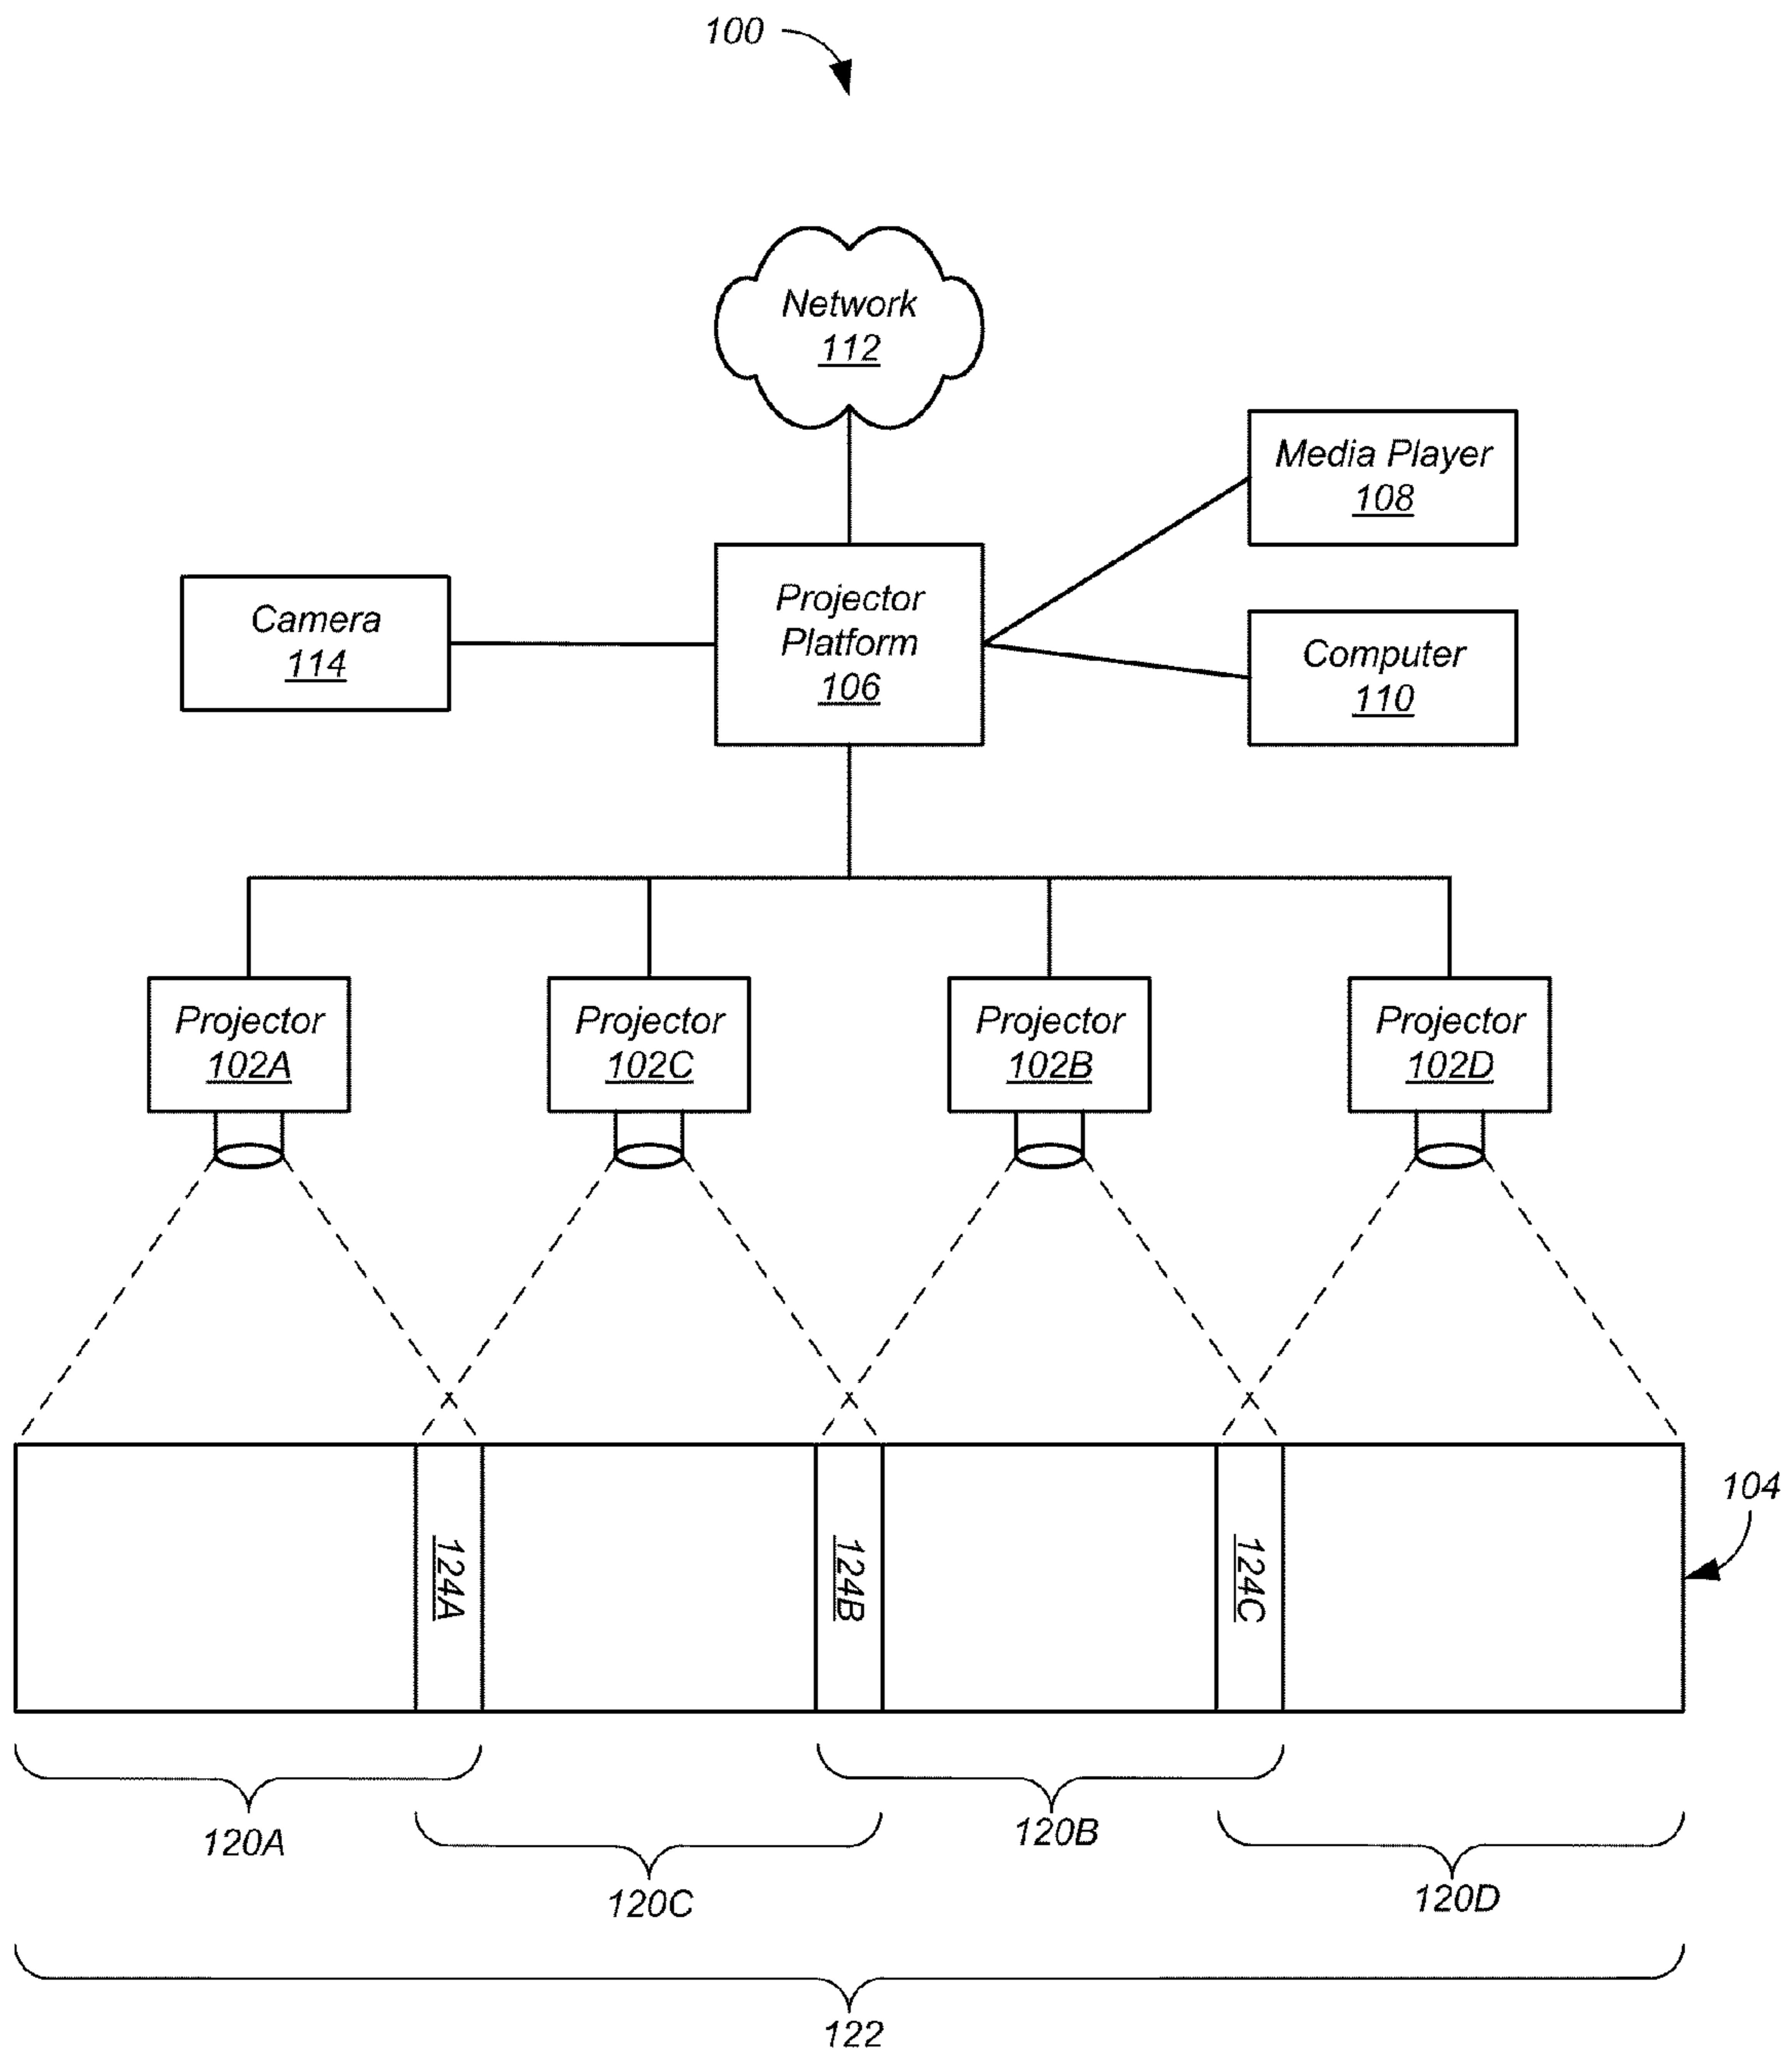 100
Network
112
Media Player
108
Camera
114
Projector
Platform
106
Computer
110
Projector
102A
Projector
102C
Projector
102B
Projector
102D
104
124A
124B
124C
120A
120B
120C
120D
122